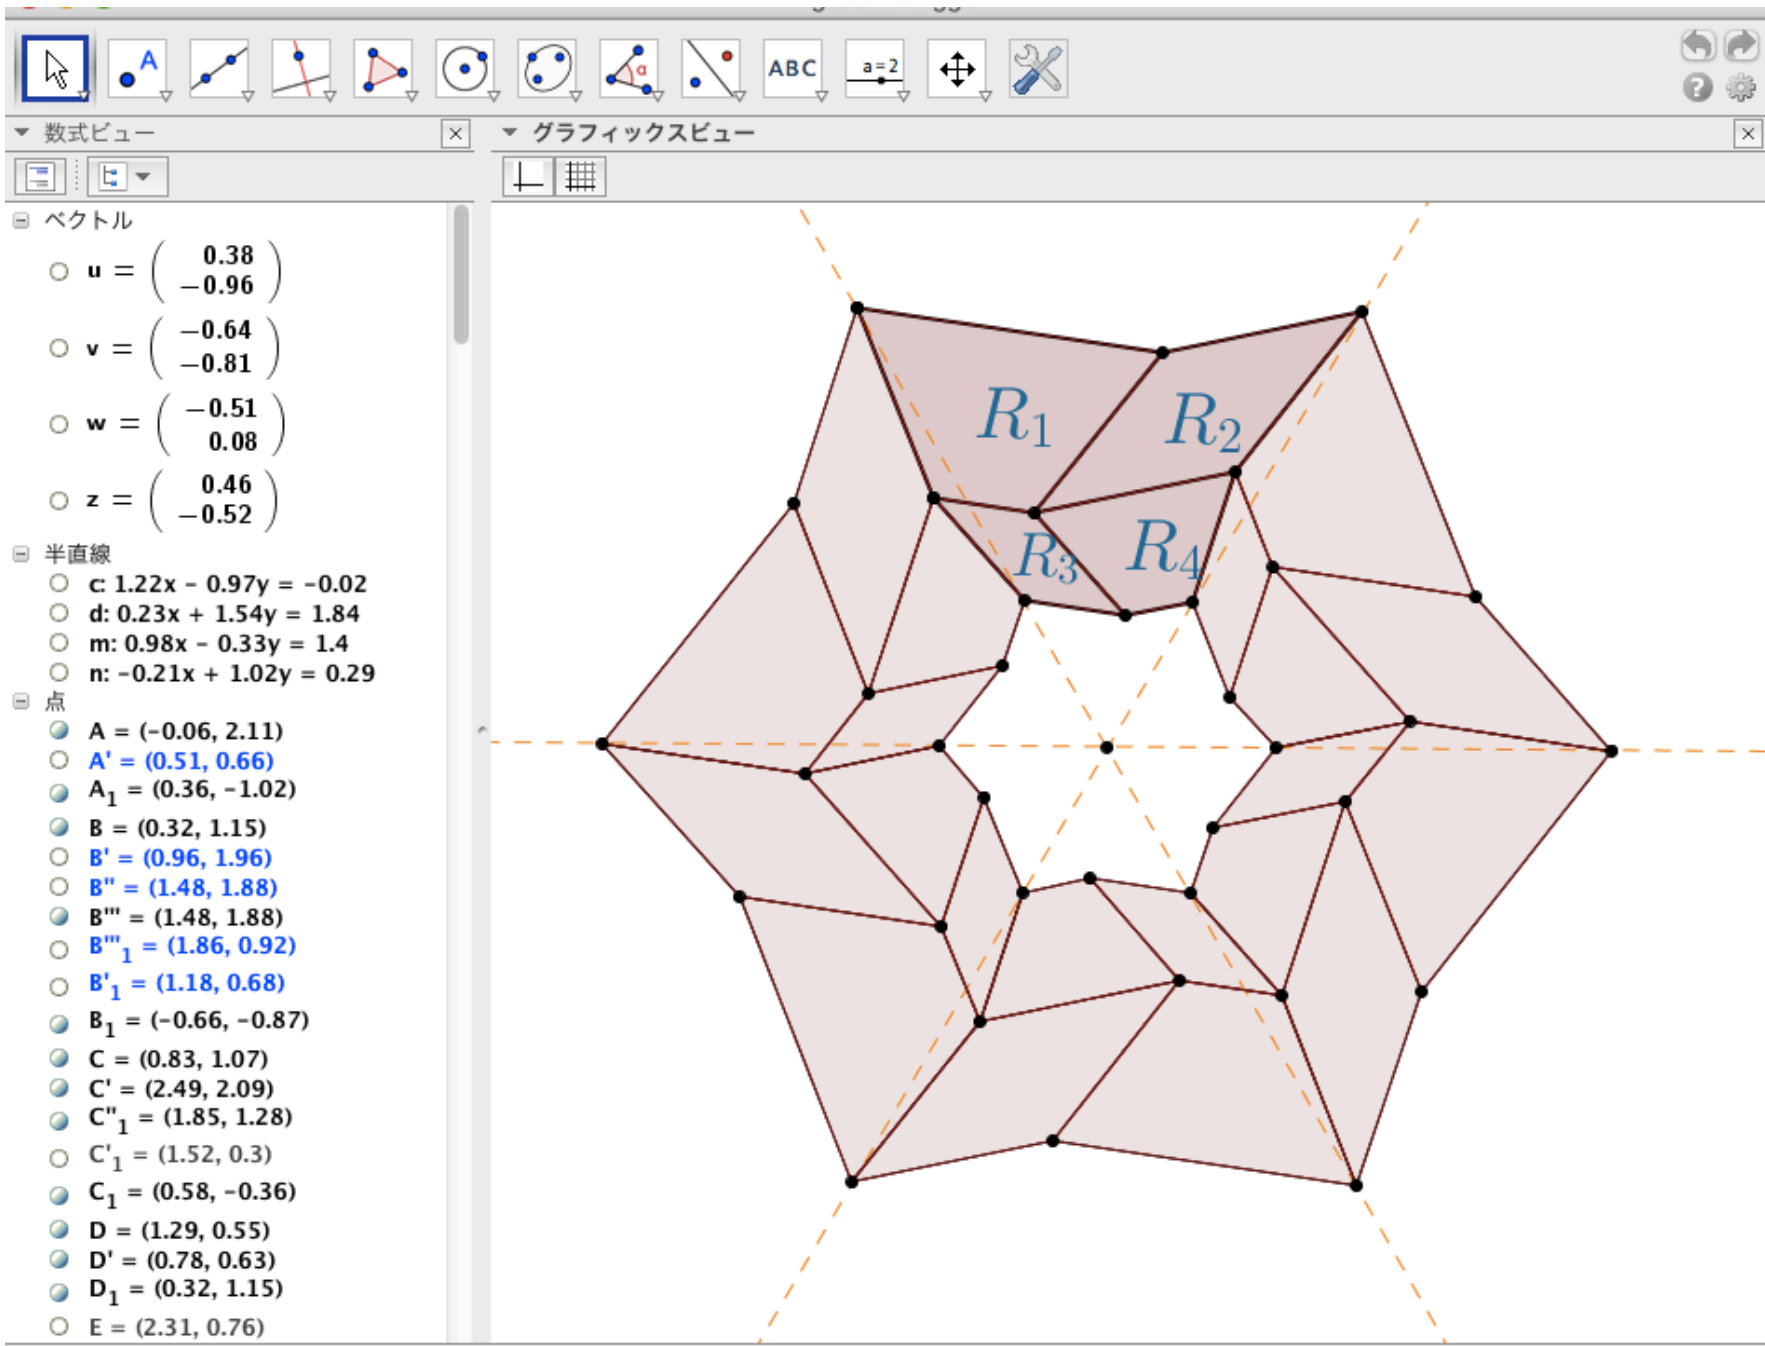 A
α
ABC
a=2
?
数式ビュー
グラフィックスビュー
ベクトル
u = ( 0.38
−0.96 )
v = ( −0.64
−0.81 )
w = ( −0.51
0.08 )
z = ( 0.46
−0.52 )
半直線
c: 1.22x − 0.97y = −0.02
d: 0.23x + 1.54y = 1.84
m: 0.98x − 0.33y = 1.4
n: −0.21x + 1.02y = 0.29
点
A = (−0.06, 2.11)
A' = (0.51, 0.66)
A₁ = (0.36, −1.02)
B = (0.32, 1.15)
B' = (0.96, 1.96)
B" = (1.48, 1.88)
B'" = (1.48, 1.88)
B'"₁ = (1.86, 0.92)
B'₁ = (1.18, 0.68)
B₁ = (−0.66, −0.87)
C = (0.83, 1.07)
C' = (2.49, 2.09)
C"₁ = (1.85, 1.28)
C'₁ = (1.52, 0.3)
C₁ = (0.58, −0.36)
D = (1.29, 0.55)
D' = (0.78, 0.63)
D₁ = (0.32, 1.15)
E = (2.31, 0.76)
R₁
R₂
R₃
R₄